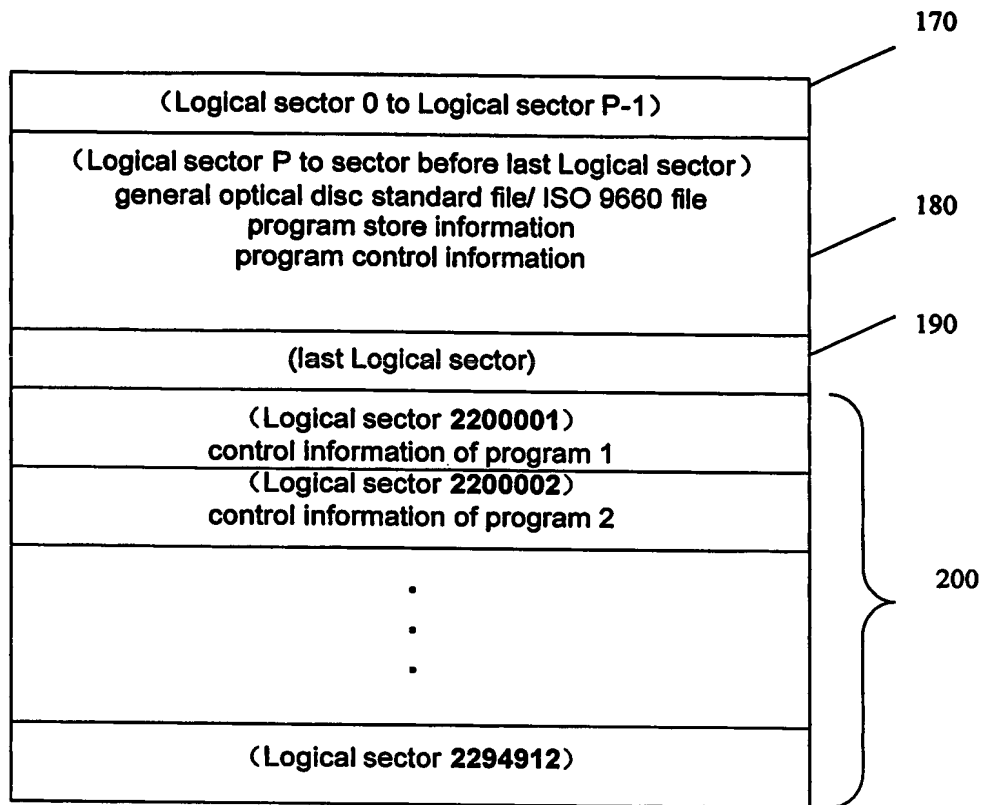 170
（Logical sector 0 to Logical sector P-1）
（Logical sector P to sector before last Logical sector）
general optical disc standard file/ ISO 9660 file
program store information
program control information
180
190
(last Logical sector)
（Logical sector 2200001）
control information of program 1
（Logical sector 2200002）
control information of program 2
200
（Logical sector 2294912）